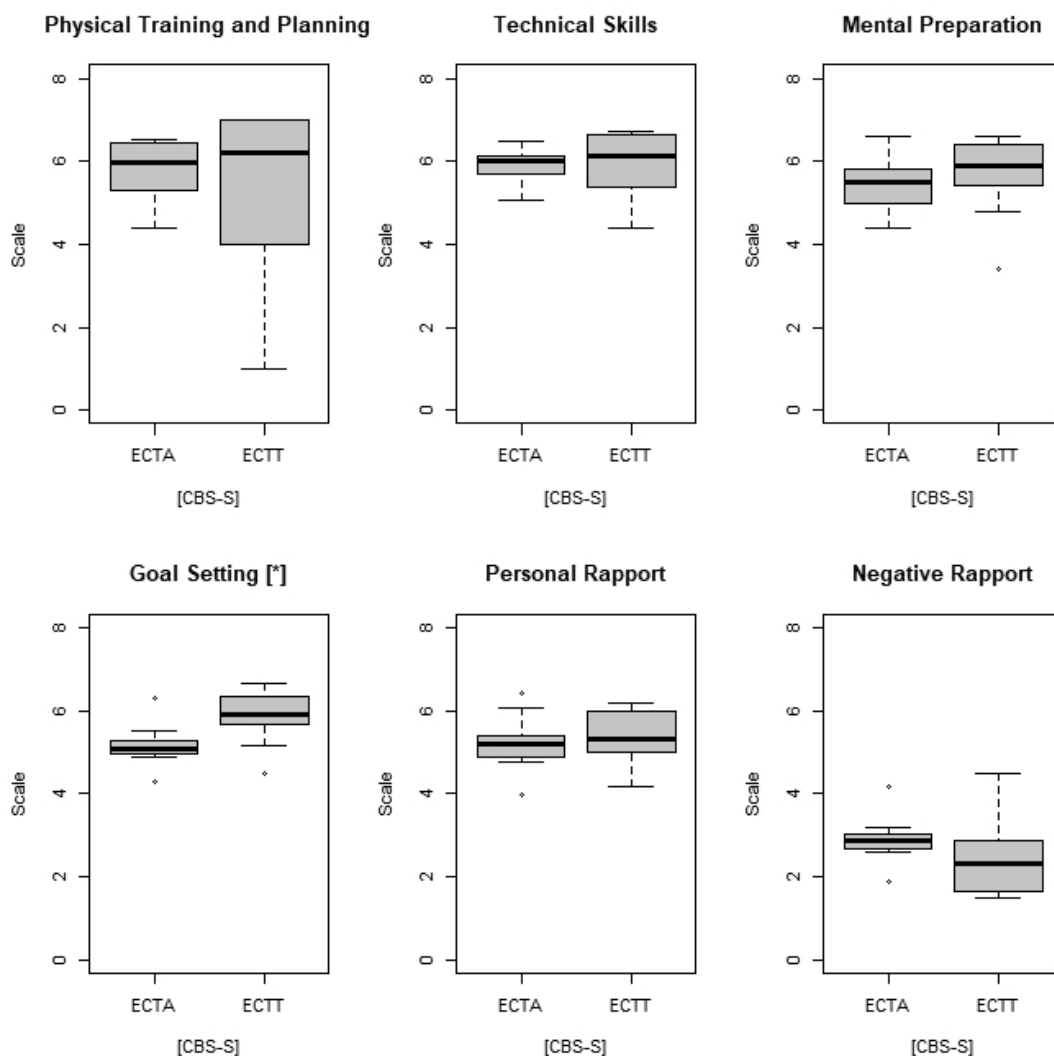 Physical Training and Planning
Scale
8
6
4
2
0
ECTA ECTT
[CBS-S]
Technical Skills
Scale
8
6
4
2
0
ECTA ECTT
[CBS-S]
Mental Preparation
Scale
8
6
4
2
0
ECTA ECTT
[CBS-S]
Goal Setting [*]
Scale
8
6
4
2
0
ECTA ECTT
[CBS-S]
Personal Rapport
Scale
8
6
4
2
0
ECTA ECTT
[CBS-S]
Negative Rapport
Scale
8
6
4
2
0
ECTA ECTT
[CBS-S]